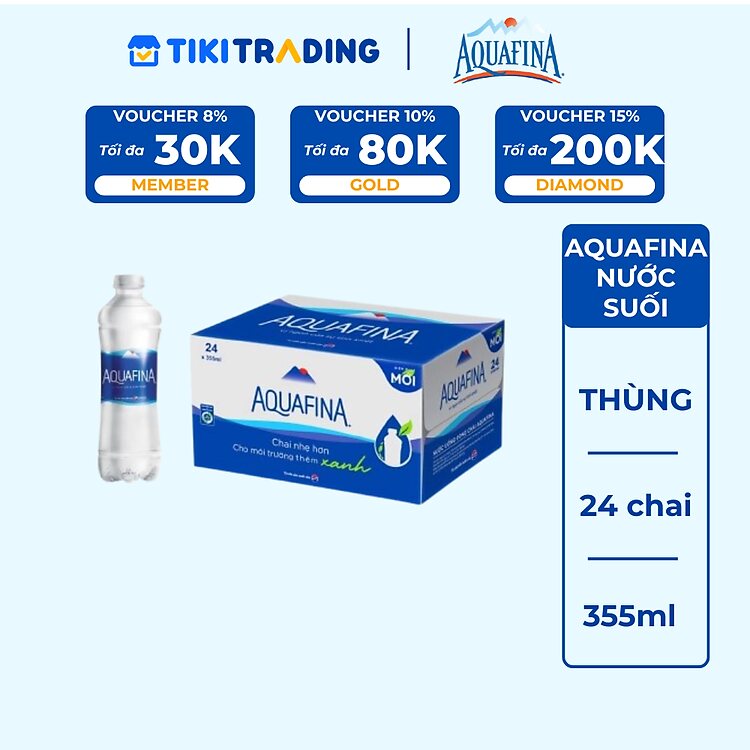 TIKI TRADING
AQUAFINA
VOUCHER 8%
Tối đa 30K
MEMBER
VOUCHER 10%
Tối đa 80K
GOLD
VOUCHER 15%
Tối đa 200K
DIAMOND
AQUAFINA
NƯỚC
SUỐI
THÙNG
24 chai
355ml
AQUAFINA
AQUAFINA
24
x 355ml
MỚI
AQUAFINA
Chai nhẹ hơn
Cho môi trường thêm xanh
MỚI
24
AQUAFINA